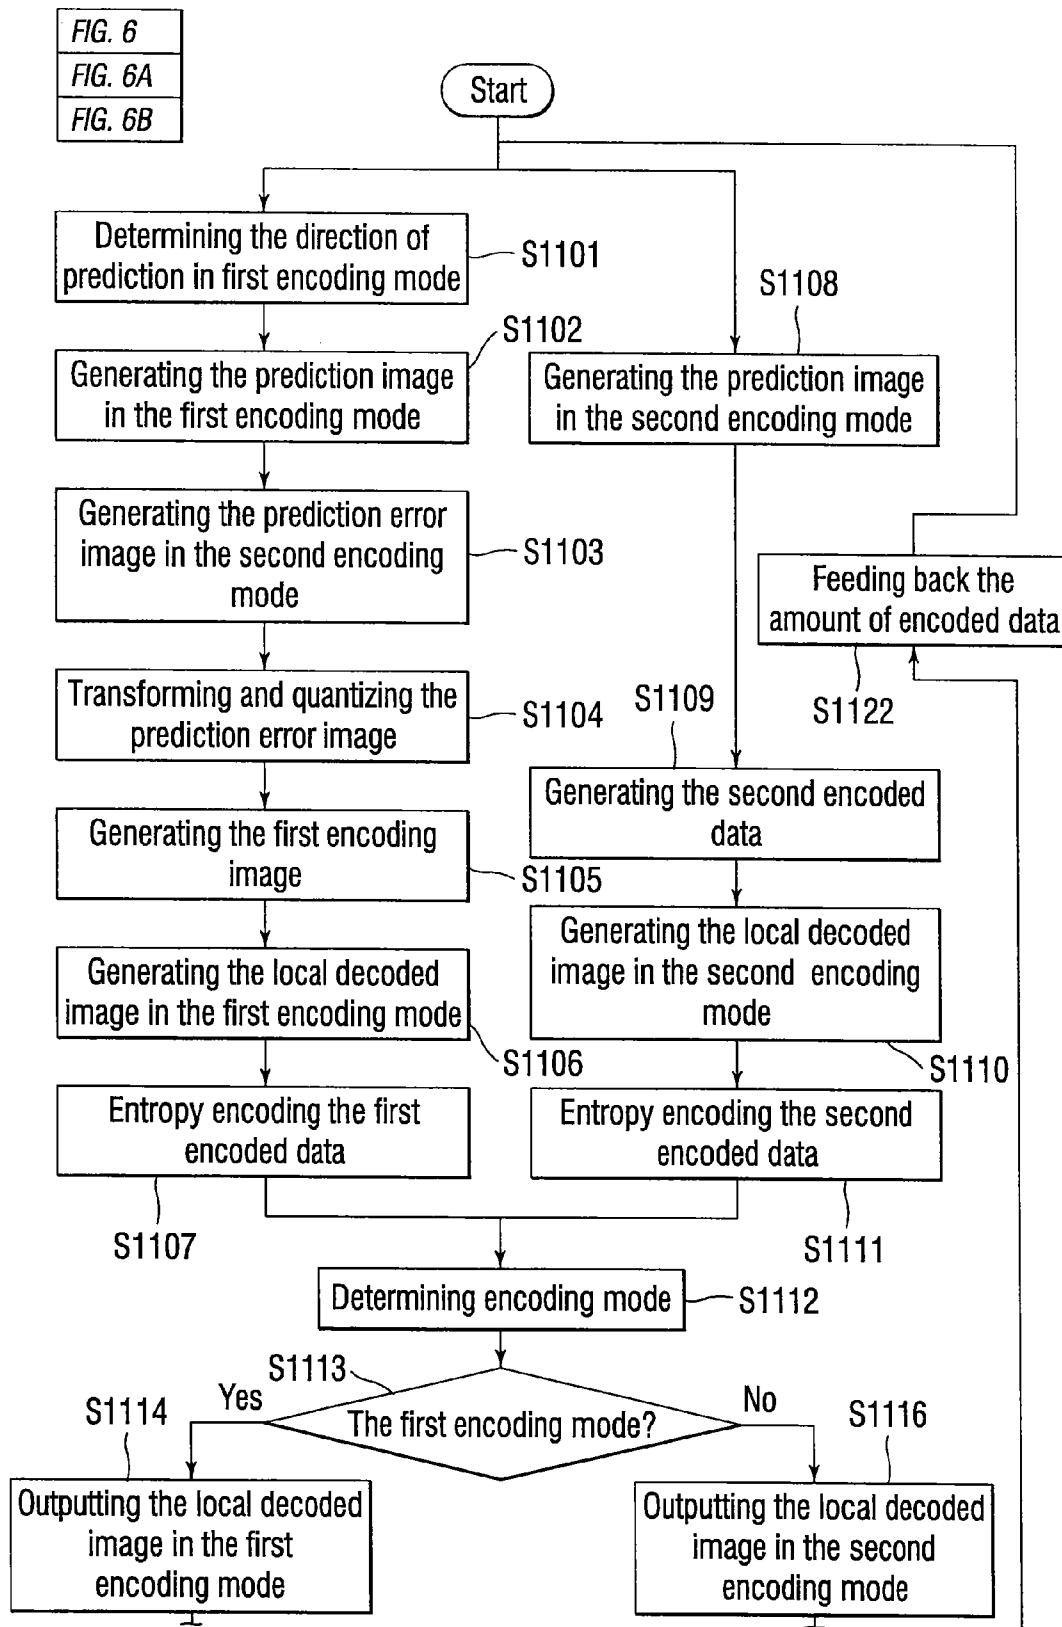 FIG. 6
FIG. 6A
FIG. 6B
Start
Determining the direction of
prediction in first encoding mode
S1101
S1108
S1102
Generating the prediction image
in the first encoding mode
Generating the prediction image
in the second encoding mode
Generating the prediction error
image in the second encoding
mode
S1103
Feeding back the
amount of encoded data
S1122
Transforming and quantizing the
prediction error image
S1104
S1109
Generating the second encoded
data
Generating the first encoding
image
S1105
Generating the local decoded
image in the second encoding
mode
S1110
Generating the local decoded
image in the first encoding mode
S1106
Entropy encoding the first
encoded data
S1107
Entropy encoding the second
encoded data
S1111
Determining encoding mode
S1112
S1113
The first encoding mode?
Yes
No
S1114
S1116
Outputting the local decoded
image in the first
encoding mode
Outputting the local decoded
image in the second
encoding mode